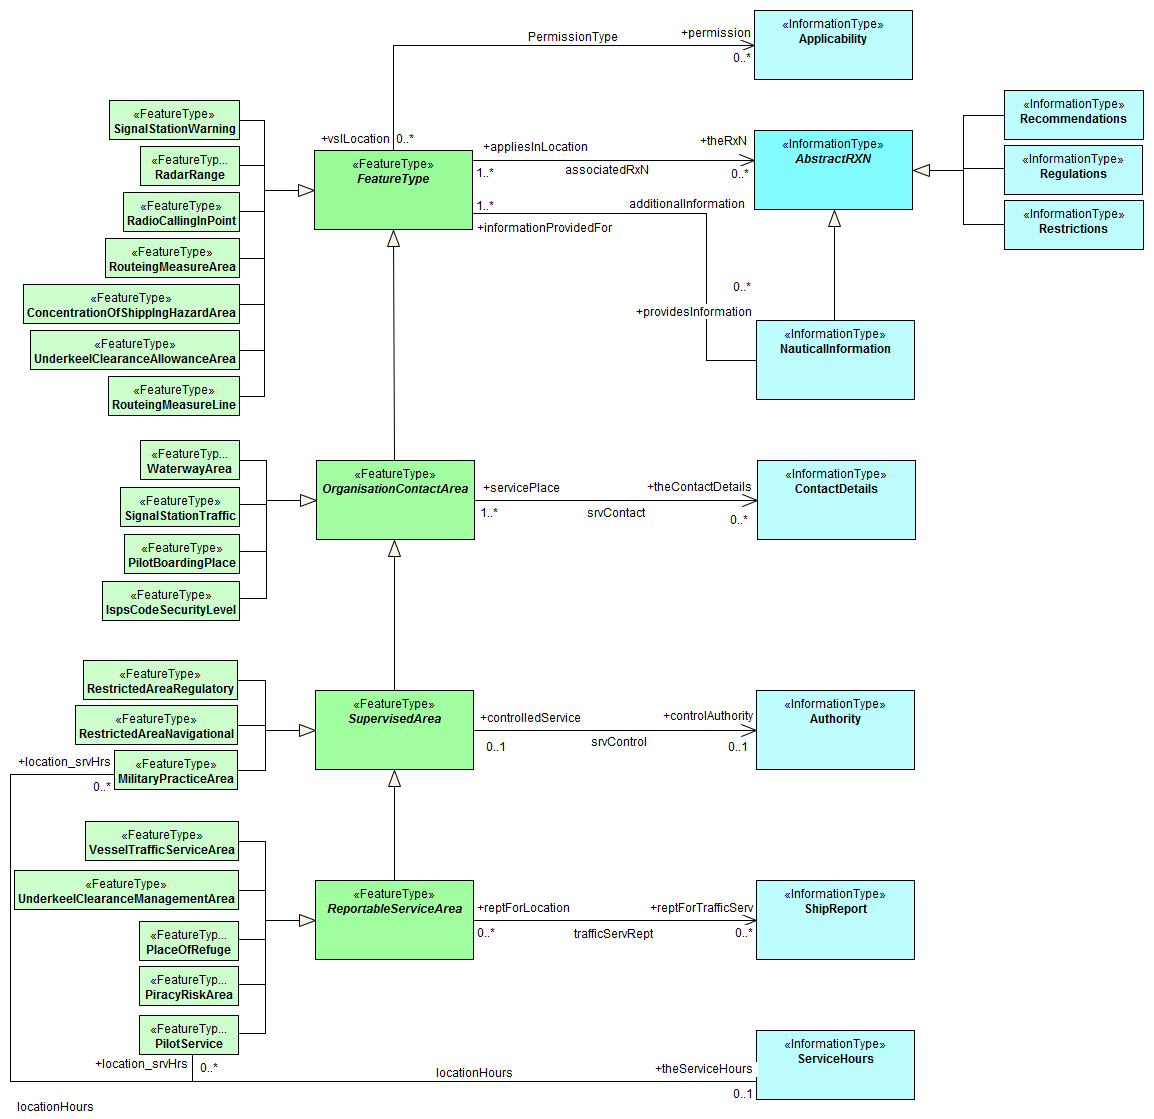 «InformationType»
Applicability
PermissionType
+permission
0..*
+vslLocation
0..*
«FeatureType»
SignalStationWarning
«FeatureTyp...
RadarRange
«FeatureType»
RadioCallingInPoint
«FeatureType»
RouteingMeasureArea
«FeatureType»
ConcentrationOfShippingHazardArea
«FeatureType»
UnderkeelClearanceAllowanceArea
«FeatureType»
RouteingMeasureLine
«FeatureType»
FeatureType
+appliesInLocation
1..*
associatedRxN
+theRxN
0..*
«InformationType»
AbstractRXN
«InformationType»
Recommendations
«InformationType»
Regulations
«InformationType»
Restrictions
1..*
+informationProvidedFor
additionalInformation
0..*
+providesInformation
«InformationType»
NauticalInformation
«FeatureTyp...
WaterwayArea
«FeatureType»
SignalStationTraffic
«FeatureType»
PilotBoardingPlace
«FeatureType»
IspsCodeSecurityLevel
«FeatureType»
OrganisationContactArea
+servicePlace
1..*
srvContact
+theContactDetails
0..*
«InformationType»
ContactDetails
«FeatureType»
RestrictedAreaRegulatory
«FeatureType»
RestrictedAreaNavigational
«FeatureType»
MilitaryPracticeArea
+location_srvHrs
0..*
«FeatureType»
SupervisedArea
+controlledService
0..1
srvControl
+controlAuthority
0..1
«InformationType»
Authority
«FeatureType»
VesselTrafficServiceArea
«FeatureType»
UnderkeelClearanceManagementArea
«FeatureTyp...
PlaceOfRefuge
«FeatureTyp...
PiracyRiskArea
«FeatureTyp...
PilotService
«FeatureType»
ReportableServiceArea
+reptForLocation
0..*
trafficServRept
+reptForTrafficServ
0..*
«InformationType»
ShipReport
+location_srvHrs
0..*
locationHours
+theServiceHours
0..1
«InformationType»
ServiceHours
locationHours